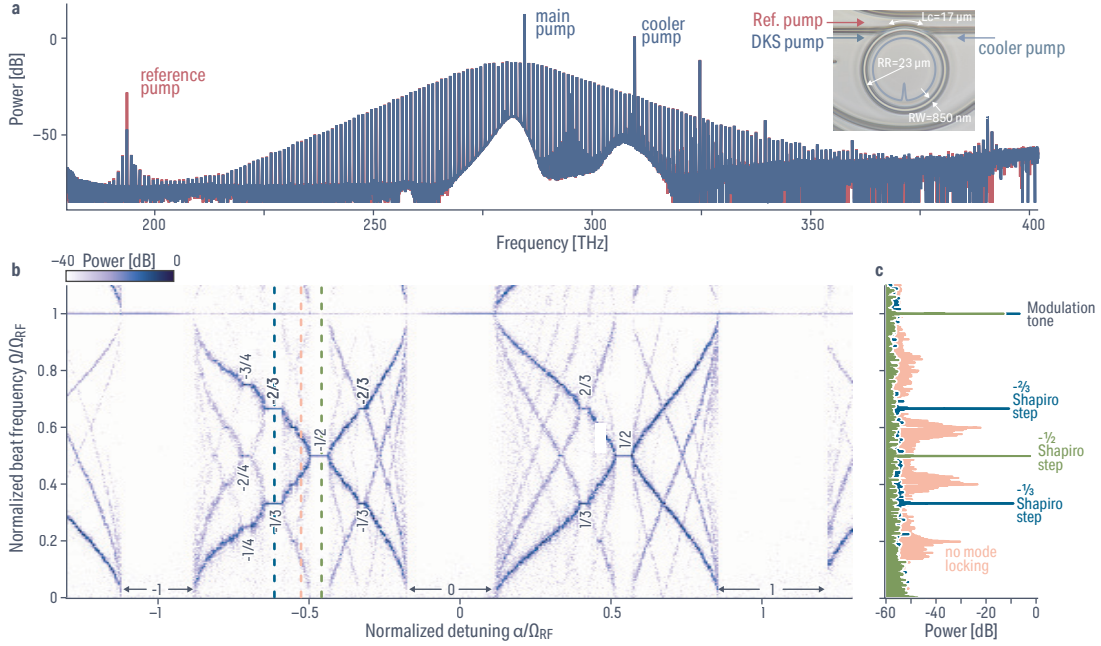 a
Power [dB]
0
−50
reference
pump
main
pump
cooler
pump
Ref. pump
DKS pump
cooler pump
Lc=17 µm
RR=23 µm
RW=850 nm
200
250
300
350
400
Frequency [THz]
b
−40 Power [dB] 0
Normalized beat frequency Ω/ΩRF
1
0.8
0.6
0.4
0.2
0
-3/4
-2/3
-2/4
-1/4
-1/3
-1/2
-2/3
-1/3
2/3
1/3
1/2
-1
0
1
−1
−0.5
0
0.5
1
Normalized detuning α/ΩRF
c
Modulation
tone
-⅔
Shapiro
step
-½
Shapiro
step
-⅓
Shapiro
step
no mode
locking
-60
-40
-20
0
Power [dB]